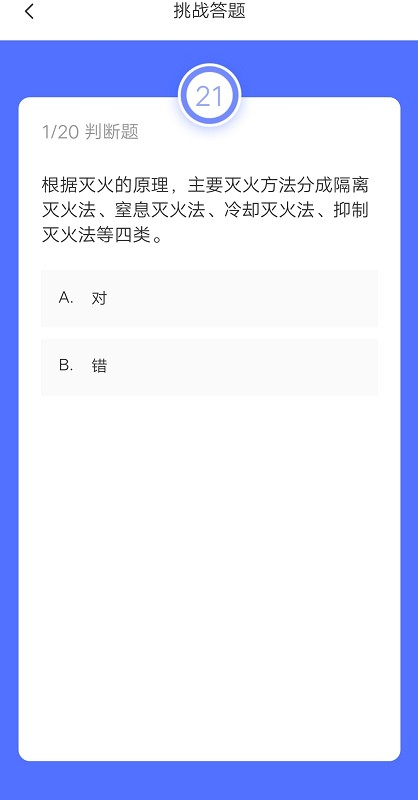 挑战答题
21
1/20 判断题
根据灭火的原理，主要灭火方法分成隔离
灭火法、窒息灭火法、冷却灭火法、抑制
灭火法等四类。
A. 对
B. 错